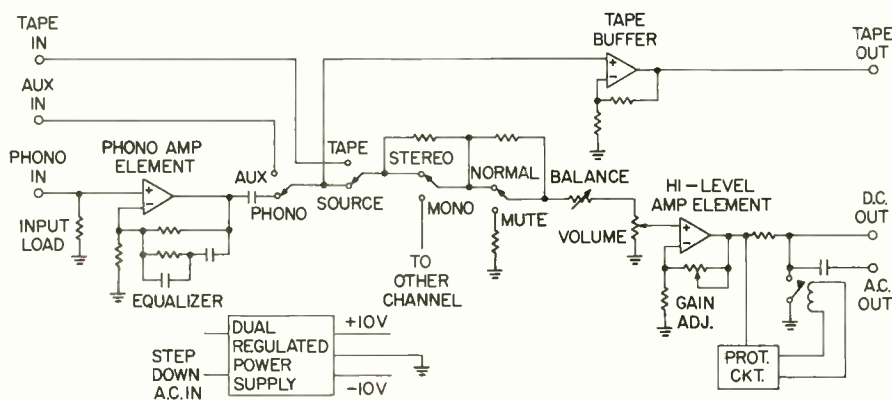 TAPE
IN
AUX
IN
PHONO
IN
PHONO AMP
ELEMENT
INPUT
LOAD
EQUALIZER
AUX
PHONO
TAPE
SOURCE
STEREO
MONO
TO
OTHER
CHANNEL
NORMAL
MUTE
TAPE
BUFFER
TAPE
OUT
BALANCE
VOLUME
HI-LEVEL
AMP ELEMENT
GAIN
ADJ.
D.C.
OUT
A.C.
OUT
PROT.
CKT.
STEP
DOWN
A.C. IN
DUAL
REGULATED
POWER
SUPPLY
+10V
-10V